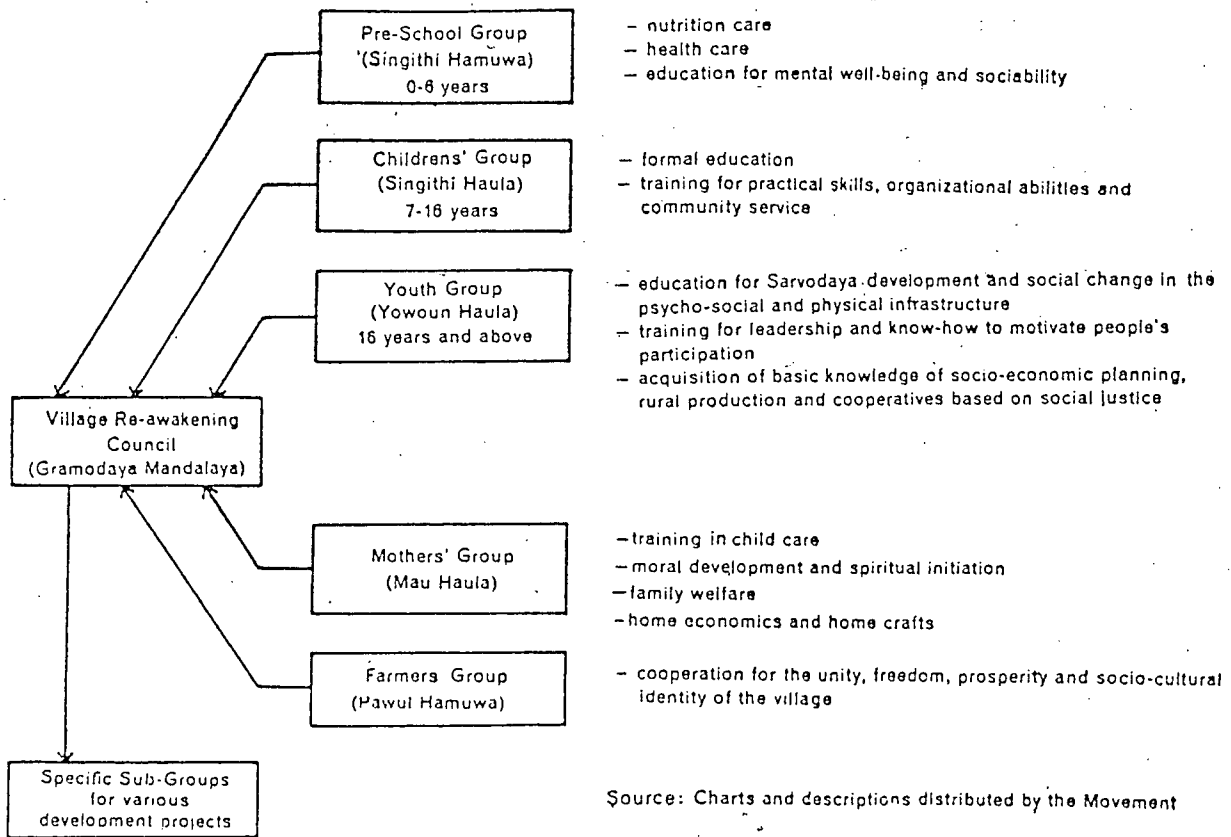 Pre-School Group
(Singithi Hamuwa)
0-6 years
– nutrition care
– health care
– education for mental well-being and sociability
Childrens' Group
(Singithi Haula)
7-16 years
– formal education
– training for practical skills, organizational abilities and
community service
Youth Group
(Yowoun Haula)
16 years and above
– education for Sarvodaya development and social change in the
psycho-social and physical infrastructure
– training for leadership and know-how to motivate people's
participation
– acquisition of basic knowledge of socio-economic planning,
rural production and cooperatives based on social justice
Village Re-awakening
Council
(Gramodaya Mandalaya)
Mothers' Group
(Mau Haula)
– training in child care
– moral development and spiritual initiation
– family welfare
- home economics and home crafts
Farmers Group
(Pawul Hamuwa)
– cooperation for the unity, freedom, prosperity and socio-cultural
identity of the village
Specific Sub-Groups
for various
development projects
Source: Charts and descriptions distributed by the Movement